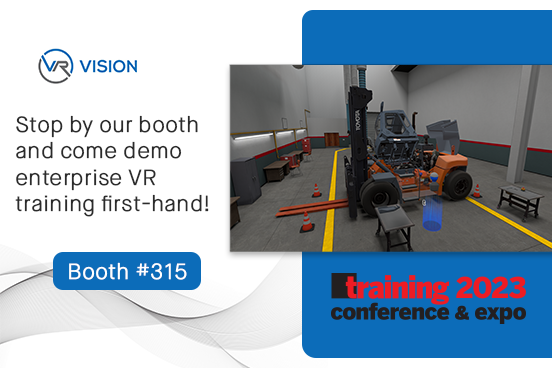 VR VISION
Stop by our booth
and come demo
enterprise VR
training first-hand!
Booth #315
TOYOTA
training 2023
conference & expo